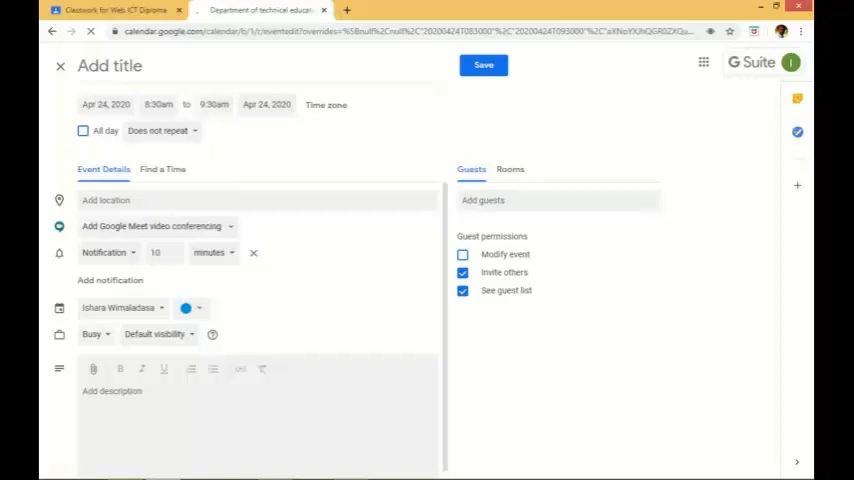 Classwork for Web ICT Diploma
Department of technical educat
calendar.google.com/calendar/b/1/r/eventedit?overrides=%5Bnull%2Cnull%2C"20200424T083000"%2C"20200424T093000"%2C
Add title
Save
G Suite
I
Apr 24, 2020 8:30am to 9:30am Apr 24, 2020 Time zone
All day Does not repeat
Event Details Find a Time
Guests Rooms
Add location
Add guests
Add Google Meet video conferencing
Guest permissions
Notification 10 minutes
Modify event
Invite others
Add notification
See guest list
Ishara Wimaladasa
Busy Default visibility
Add description